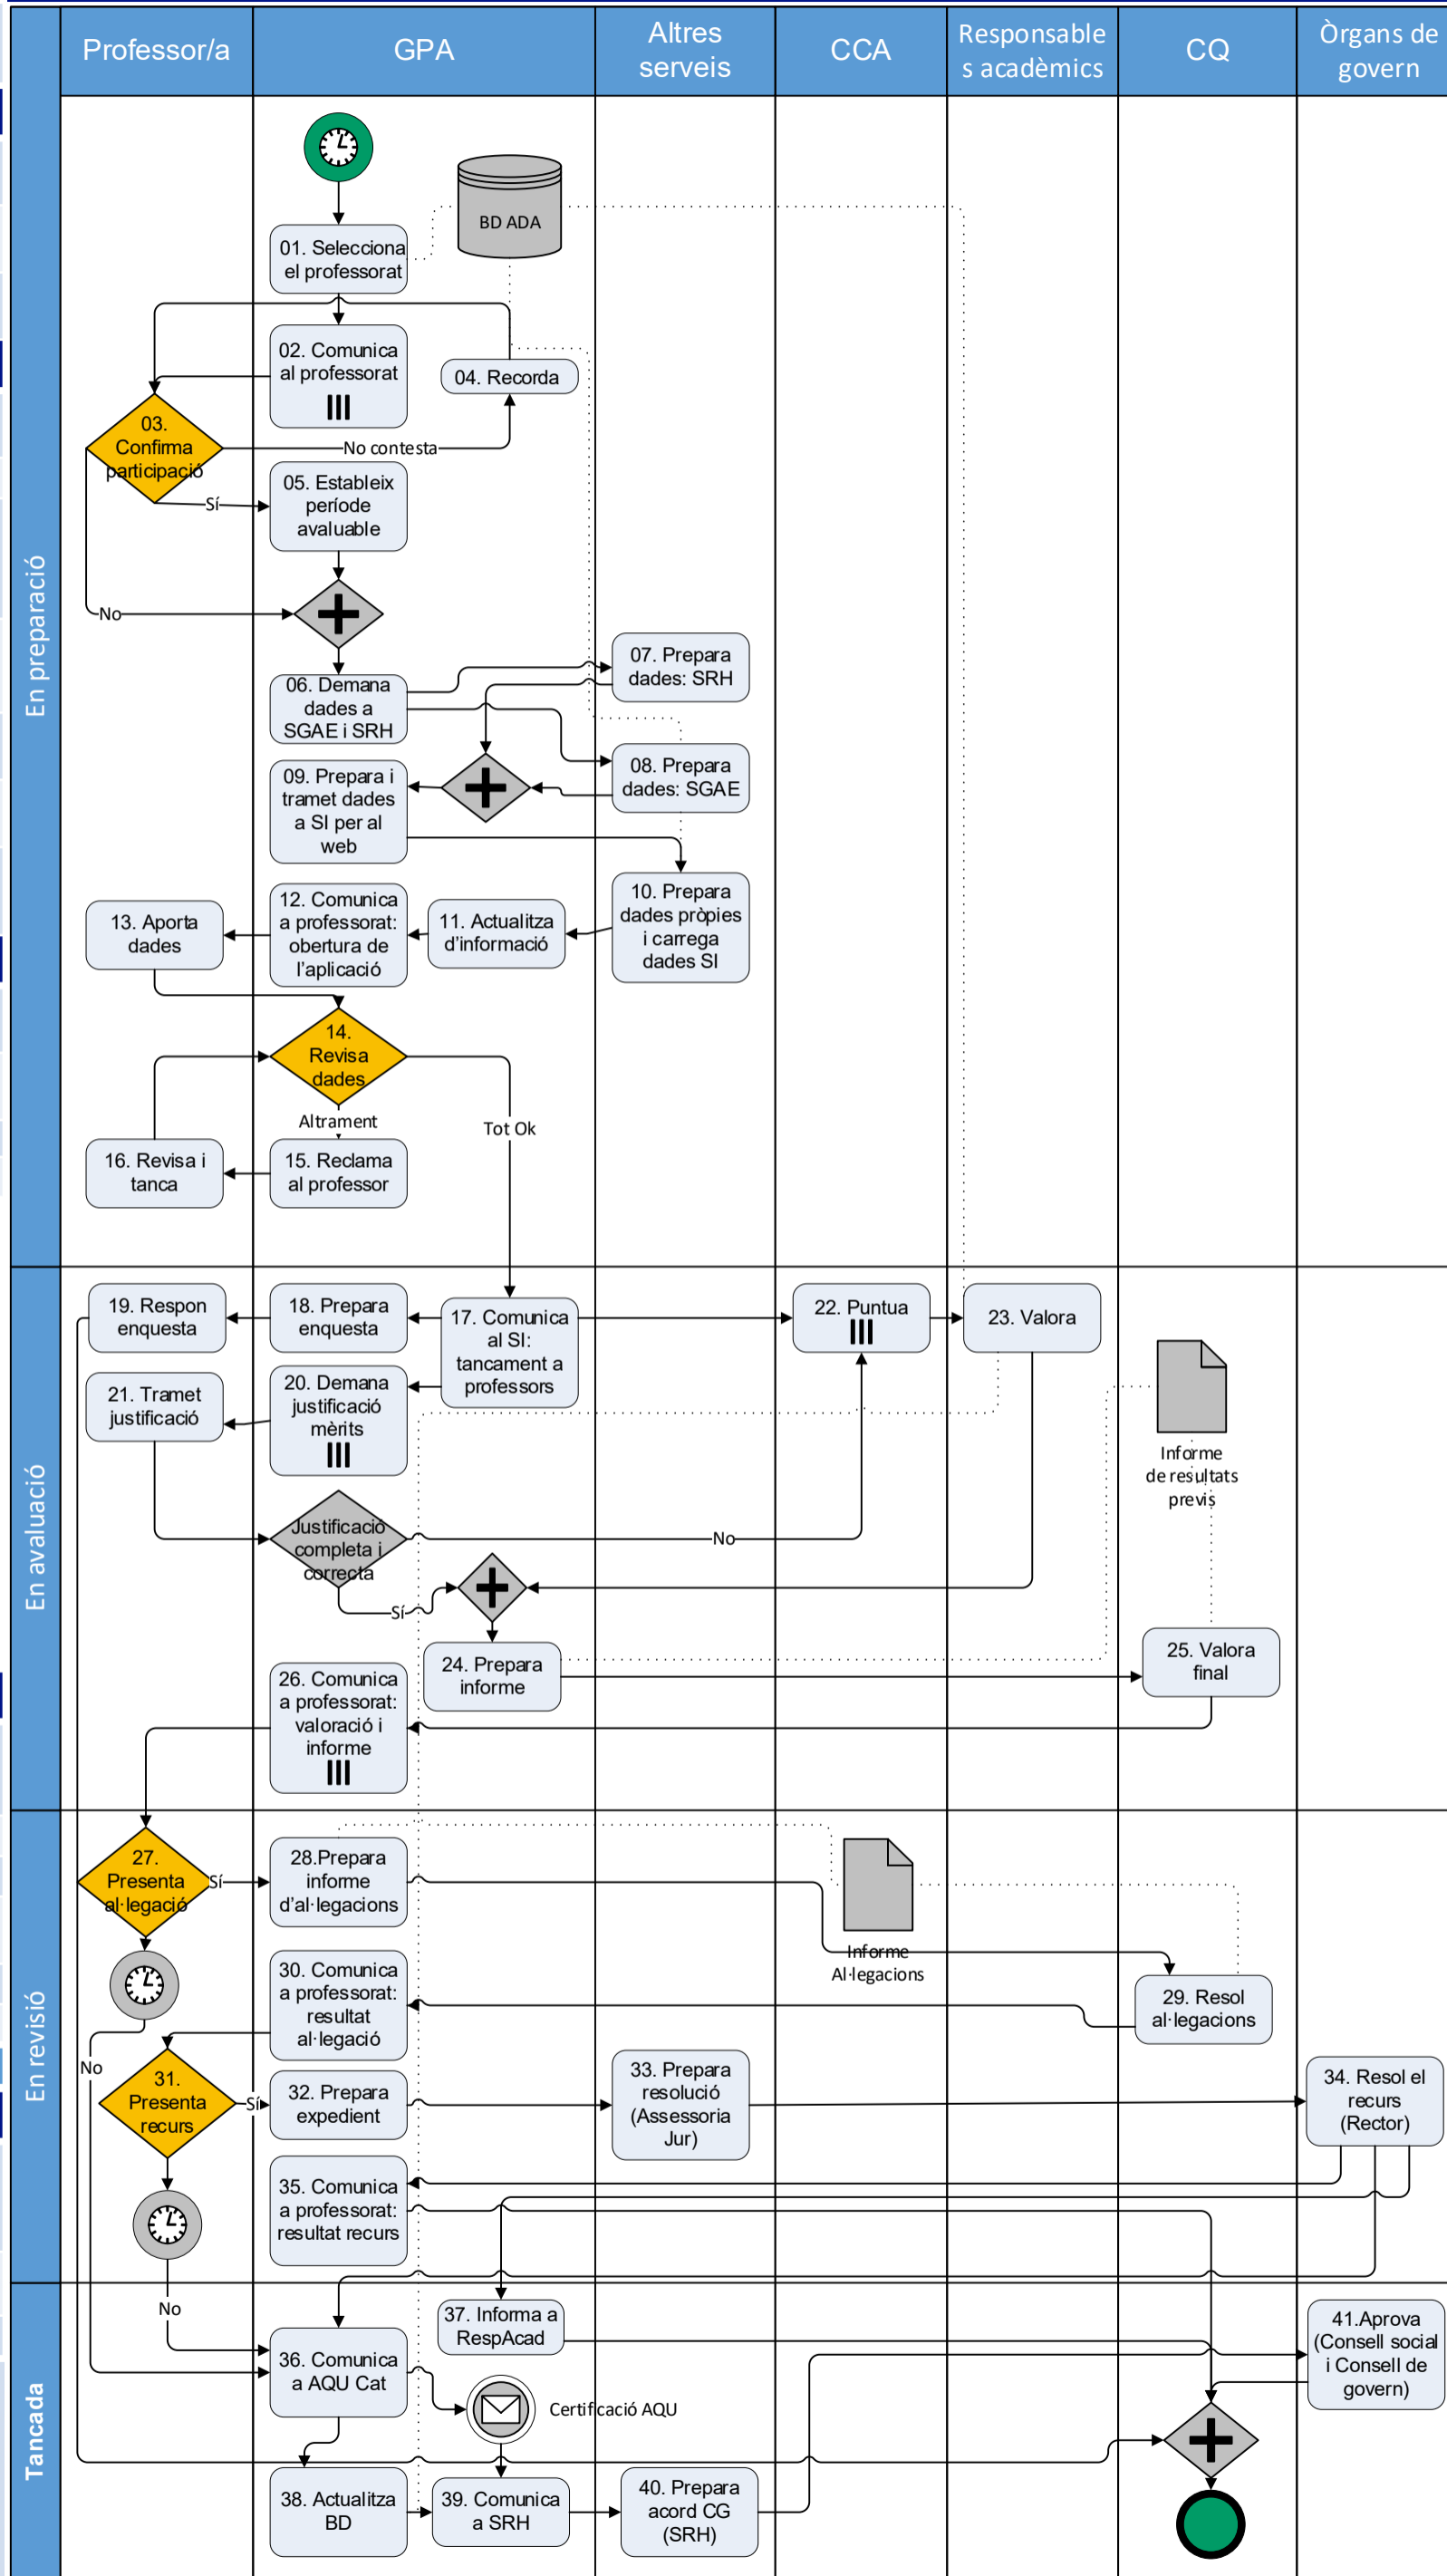 Professor/a
GPA
Altres
serveis
CCA
Responsable
s acadèmics
CQ
Òrgans de
govern
En preparació
BD ADA
01. Selecciona
el professorat
02. Comunica
al professorat
04. Recorda
03.
Confirma
participació
No contesta
05. Estableix
període
avaluable
Sí
No
07. Prepara
dades: SRH
06. Demana
dades a
SGAE i SRH
08. Prepara
dades: SGAE
09. Prepara i
tramet dades
a SI per al
web
10. Prepara
dades pròpies
i carrega
dades SI
11. Actualitza
d'informació
12. Comunica
a professorat:
obertura de
l'aplicació
13. Aporta
dades
14.
Revisa
dades
Altrament
Tot Ok
15. Reclama
al professor
16. Revisa i
tanca
En avaluació
19. Respon
enquesta
18. Prepara
enquesta
17. Comunica
al SI:
tancament a
professors
22. Puntua
23. Valora
21. Tramet
justificació
20. Demana
justificació
mèrits
Informe
de resultats
previs
Justificació
completa i
correcta
No
Sí
24. Prepara
informe
25. Valora
final
26. Comunica
a professorat:
valoració i
informe
En revisió
27.
Presenta
al·legació
Sí
28.Prepara
informe
d'al·legacions
Informe
Al·legacions
30. Comunica
a professorat:
resultat
al·legació
29. Resol
al·legacions
No
31.
Presenta
recurs
Sí
32. Prepara
expedient
33. Prepara
resolució
(Assessoria
Jur)
34. Resol el
recurs
(Rector)
35. Comunica
a professorat:
resultat recurs
Tancada
No
36. Comunica
a AQU Cat
37. Informa a
RespAcad
41.Aprova
(Consell social
i Consell de
govern)
Certificació AQU
38. Actualitza
BD
39. Comunica
a SRH
40. Prepara
acord CG
(SRH)